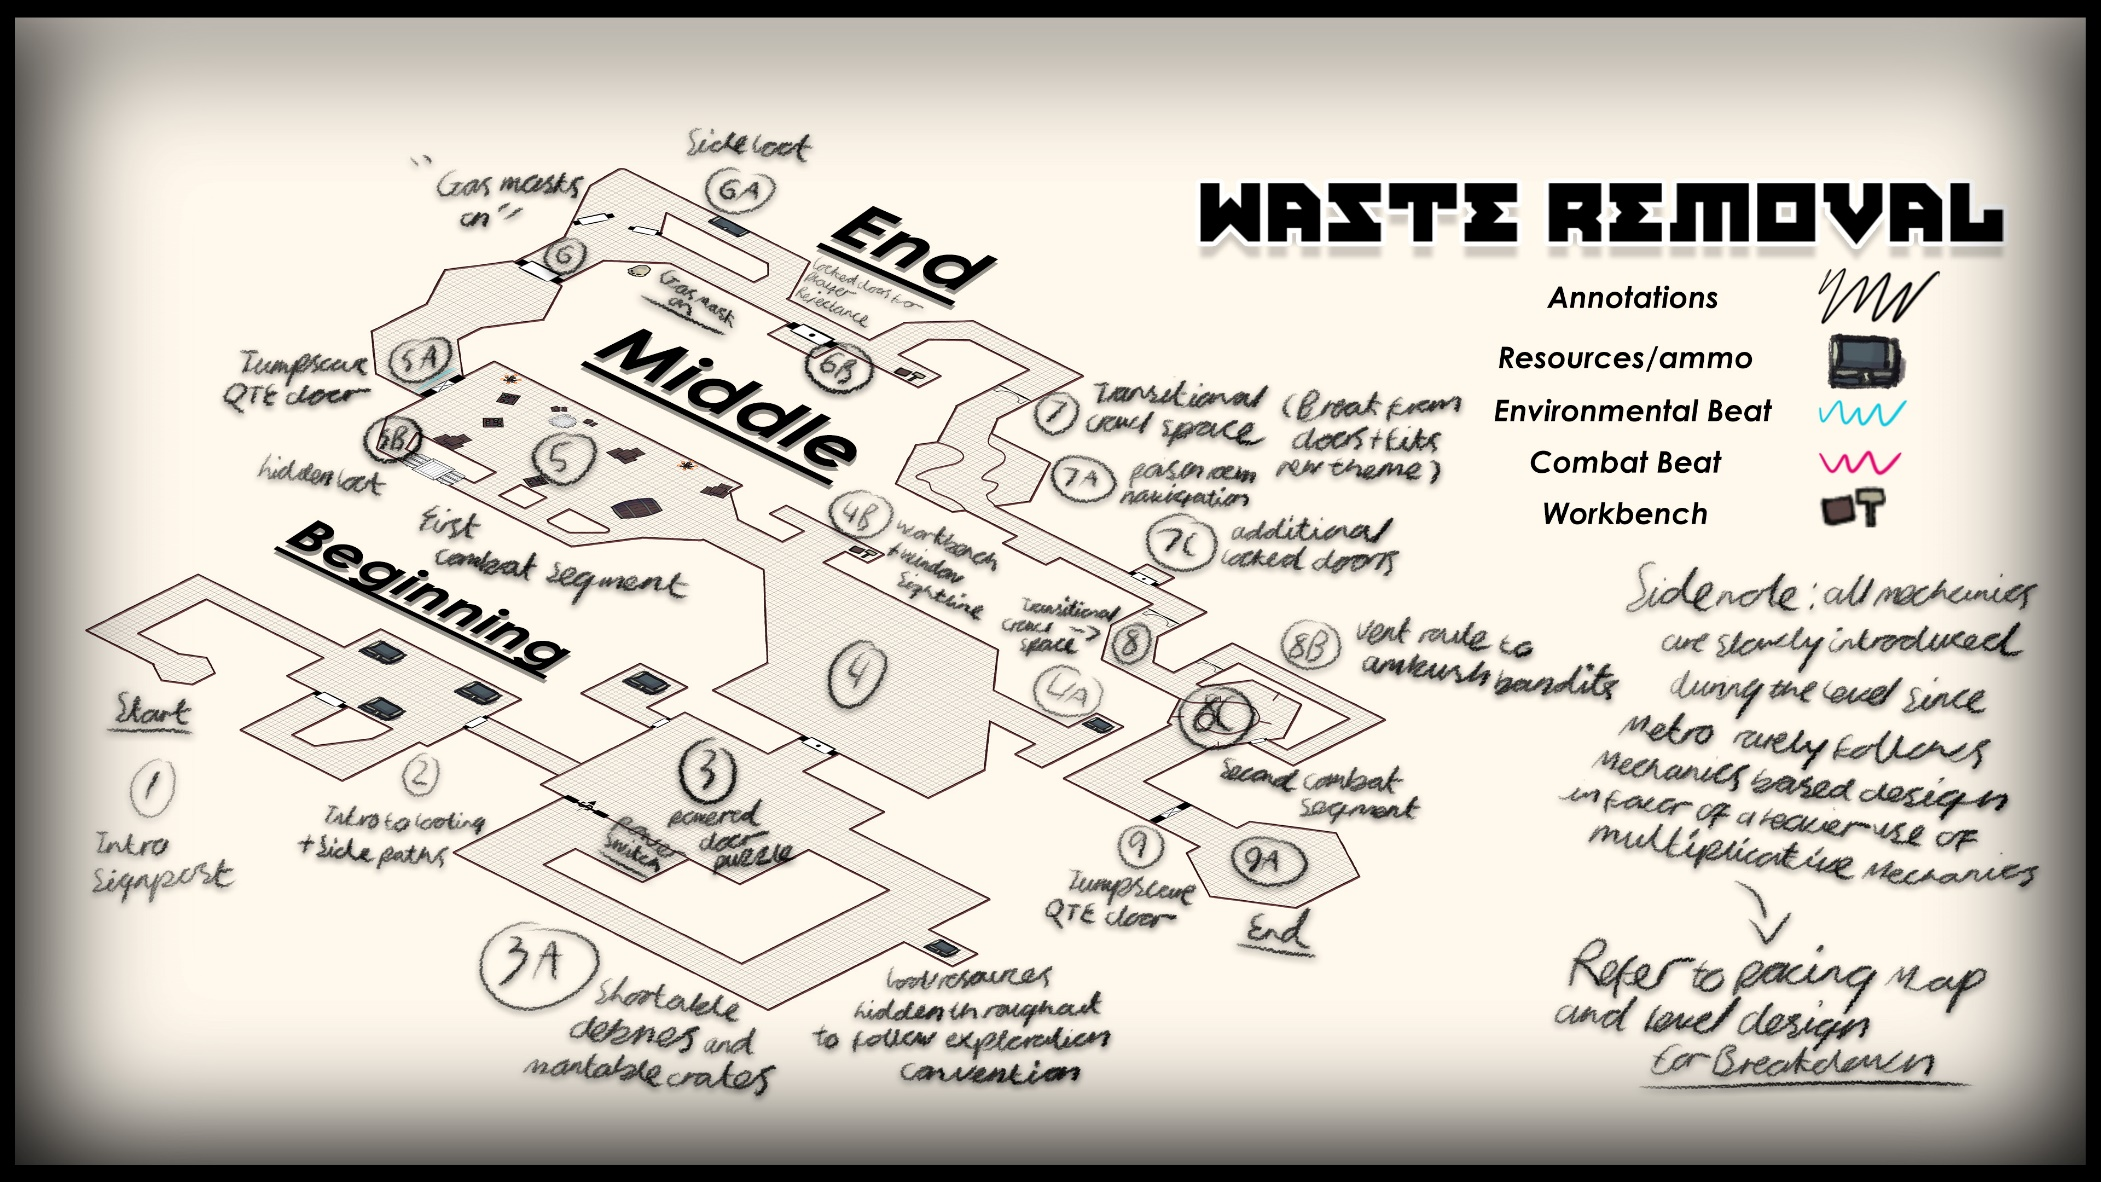 WASTE REMOVAL
Annotations
Resources/ammo
Environmental Beat
Combat Beat
Workbench
Side loot
6A
"Gas masks
on"
6
End
locked doors for
player
Gas mask
on
6B
Middle
Jumpscare
QTE door
5A
5B
hidden loot
5
First
combat segment
4B
workbench
+ window
Sightline
7
Transitional
crawl space
(Break from
doors + kits
new theme)
7A
poison room
navigation
7C
additional
locked doors
Transitional
crawl
space
8
8B
vent route to
ambush bandits
8C
Second combat
segment
4
4A
Beginning
Start
1
Intro
Signpost
2
Intro to looting
+ Side paths
3
powered
door
puzzle
Power
switch
3A
Shootable
debries and
mantable crates
loot/resources
hidden throughout
to follow exploration
convention
9
Jumpscare
QTE door
9A
End
Sidenote: all mechanics
are slowly introduced
during the level since
Metro rarely follows
Mechanics based design
in favor of a use of
multiplicative Mechanics
Refer to pacing Map
and level design
for Breakdown